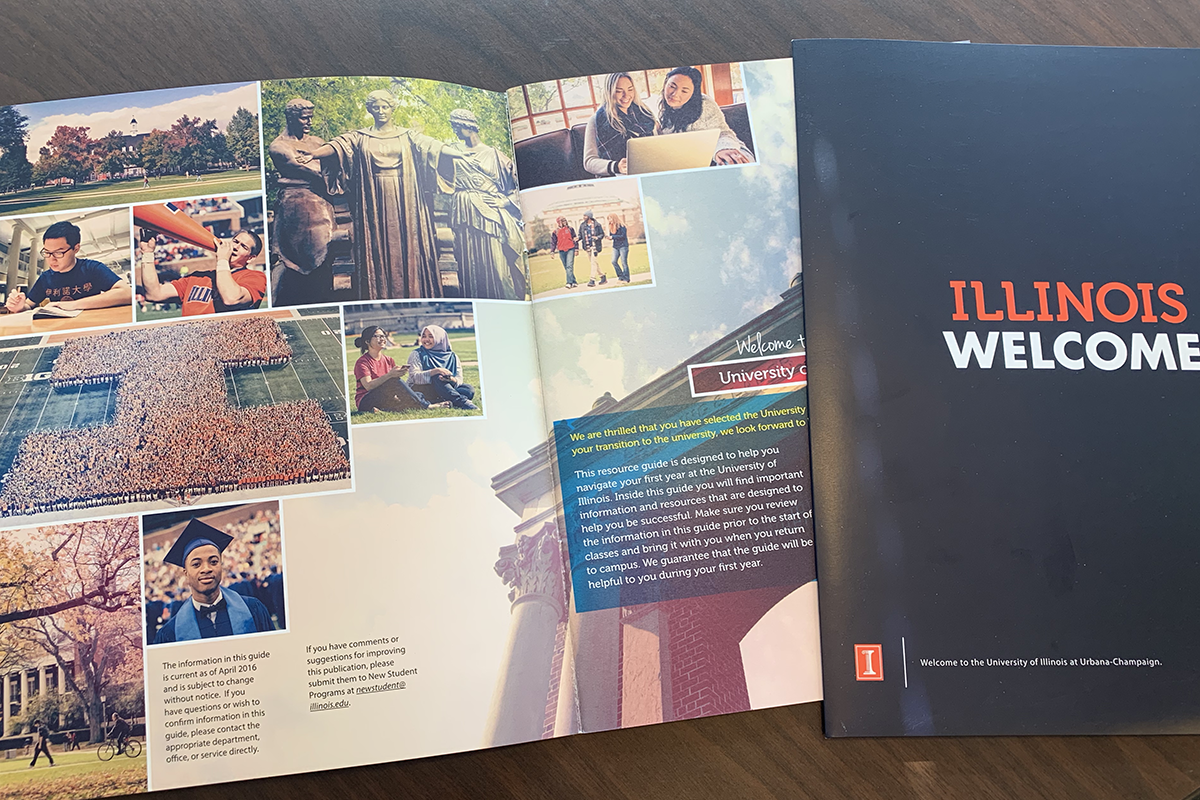 伊利諾大學
ILLI
Welcome t
University o
We are thrilled that you have selected the University
your transition to the university, we look forward to
This resource guide is designed to help you
navigate your first year at the University of
Illinois. Inside this guide you will find important
information and resources that are designed to
help you be successful. Make sure you review
the information in this guide prior to the start of
classes and bring it with you when you return
to campus. We guarantee that the guide will be
helpful to you during your first year.
The information in this guide
is current as of April 2016
and is subject to change
without notice. If you
have questions or wish to
confirm information in this
guide, please contact the
appropriate department,
office, or service directly.
If you have comments or
suggestions for improving
this publication, please
submit them to New Student
Programs at newstudent@
illinois.edu.
ILLINOIS
WELCOME
I
Welcome to the University of Illinois at Urbana-Champaign.